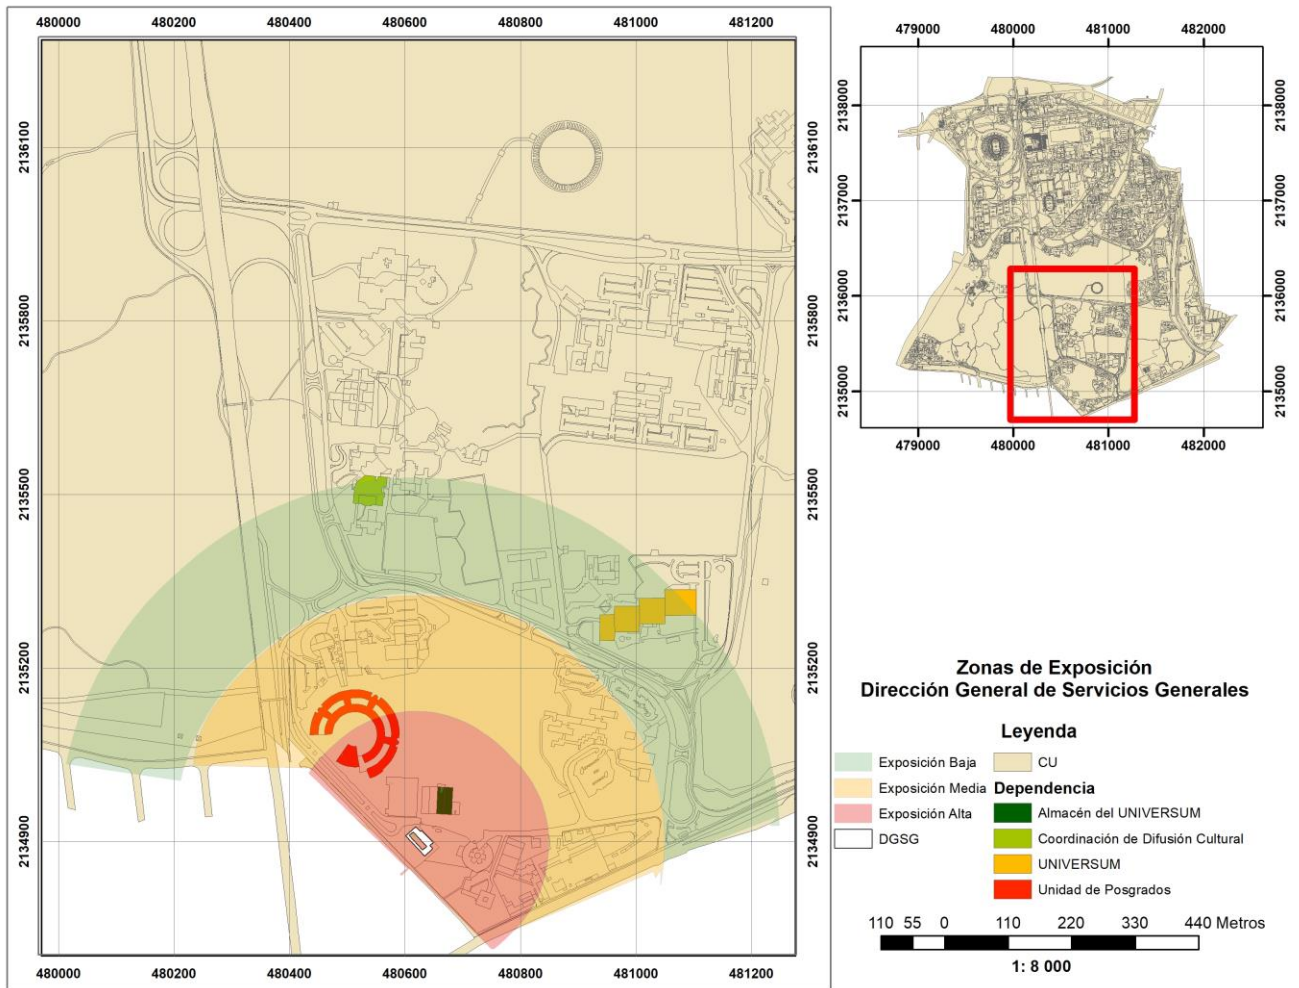 480000 480200 480400 480600 480800 481000 481200
2136100
2135800
2135500
2135200
2134900
2136100
2135800
2135500
2135200
2134900
480000 480200 480400 480600 480800 481000 481200
479000 480000 481000 482000
2138000
2137000
2136000
2135000
2138000
2137000
2136000
2135000
479000 480000 481000 482000
Zonas de Exposición
Dirección General de Servicios Generales
Leyenda
Exposición Baja
Exposición Media
Exposición Alta
DGSG
CU
Dependencia
Almacén del UNIVERSUM
Coordinación de Difusión Cultural
UNIVERSUM
Unidad de Posgrados
110 55 0 110 220 330 440 Metros
1: 8 000